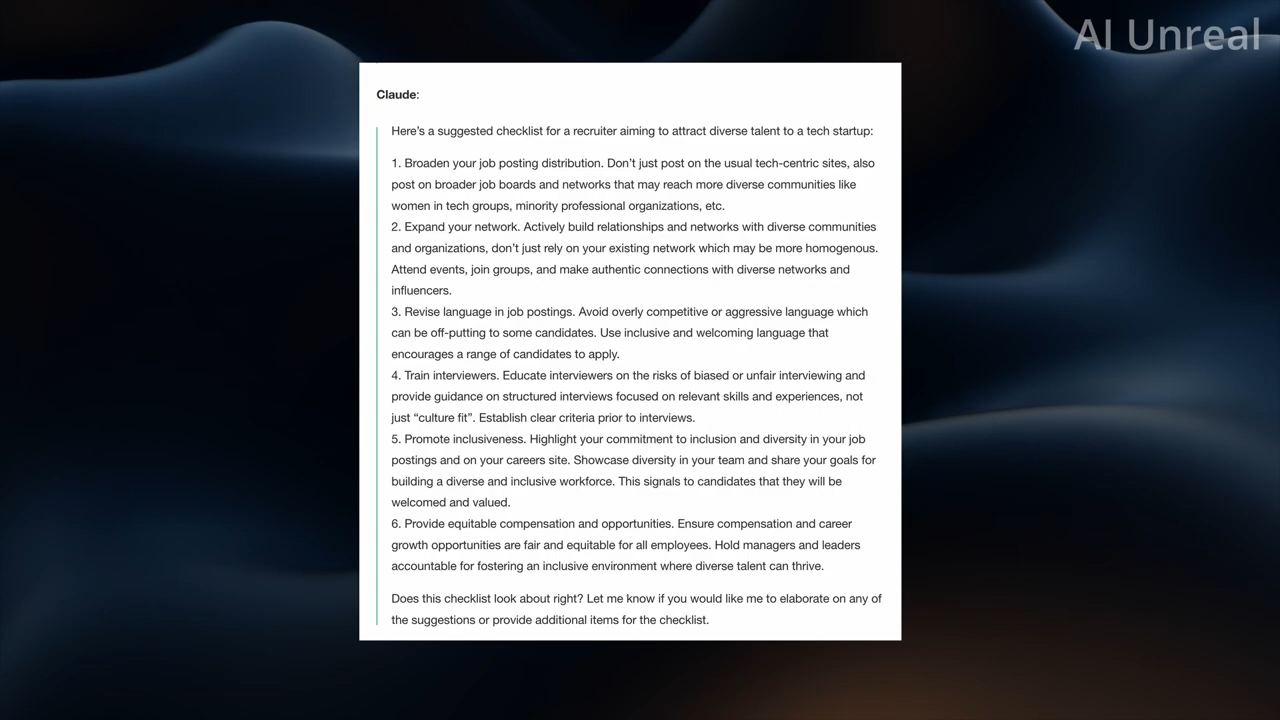 AI Unreal
Claude:
Here’s a suggested checklist for a recruiter aiming to attract diverse talent to a tech startup:
1. Broaden your job posting distribution. Don’t just post on the usual tech-centric sites, also
post on broader job boards and networks that may reach more diverse communities like
women in tech groups, minority professional organizations, etc.
2. Expand your network. Actively build relationships and networks with diverse communities
and organizations, don’t just rely on your existing network which may be more homogenous.
Attend events, join groups, and make authentic connections with diverse networks and
influencers.
3. Revise language in job postings. Avoid overly competitive or aggressive language which
can be off-putting to some candidates. Use inclusive and welcoming language that
encourages a range of candidates to apply.
4. Train interviewers. Educate interviewers on the risks of biased or unfair interviewing and
provide guidance on structured interviews focused on relevant skills and experiences, not
just “culture fit”. Establish clear criteria prior to interviews.
5. Promote inclusiveness. Highlight your commitment to inclusion and diversity in your job
postings and on your careers site. Showcase diversity in your team and share your goals for
building a diverse and inclusive workforce. This signals to candidates that they will be
welcomed and valued.
6. Provide equitable compensation and opportunities. Ensure compensation and career
growth opportunities are fair and equitable for all employees. Hold managers and leaders
accountable for fostering an inclusive environment where diverse talent can thrive.
Does this checklist look about right? Let me know if you would like me to elaborate on any of
the suggestions or provide additional items for the checklist.